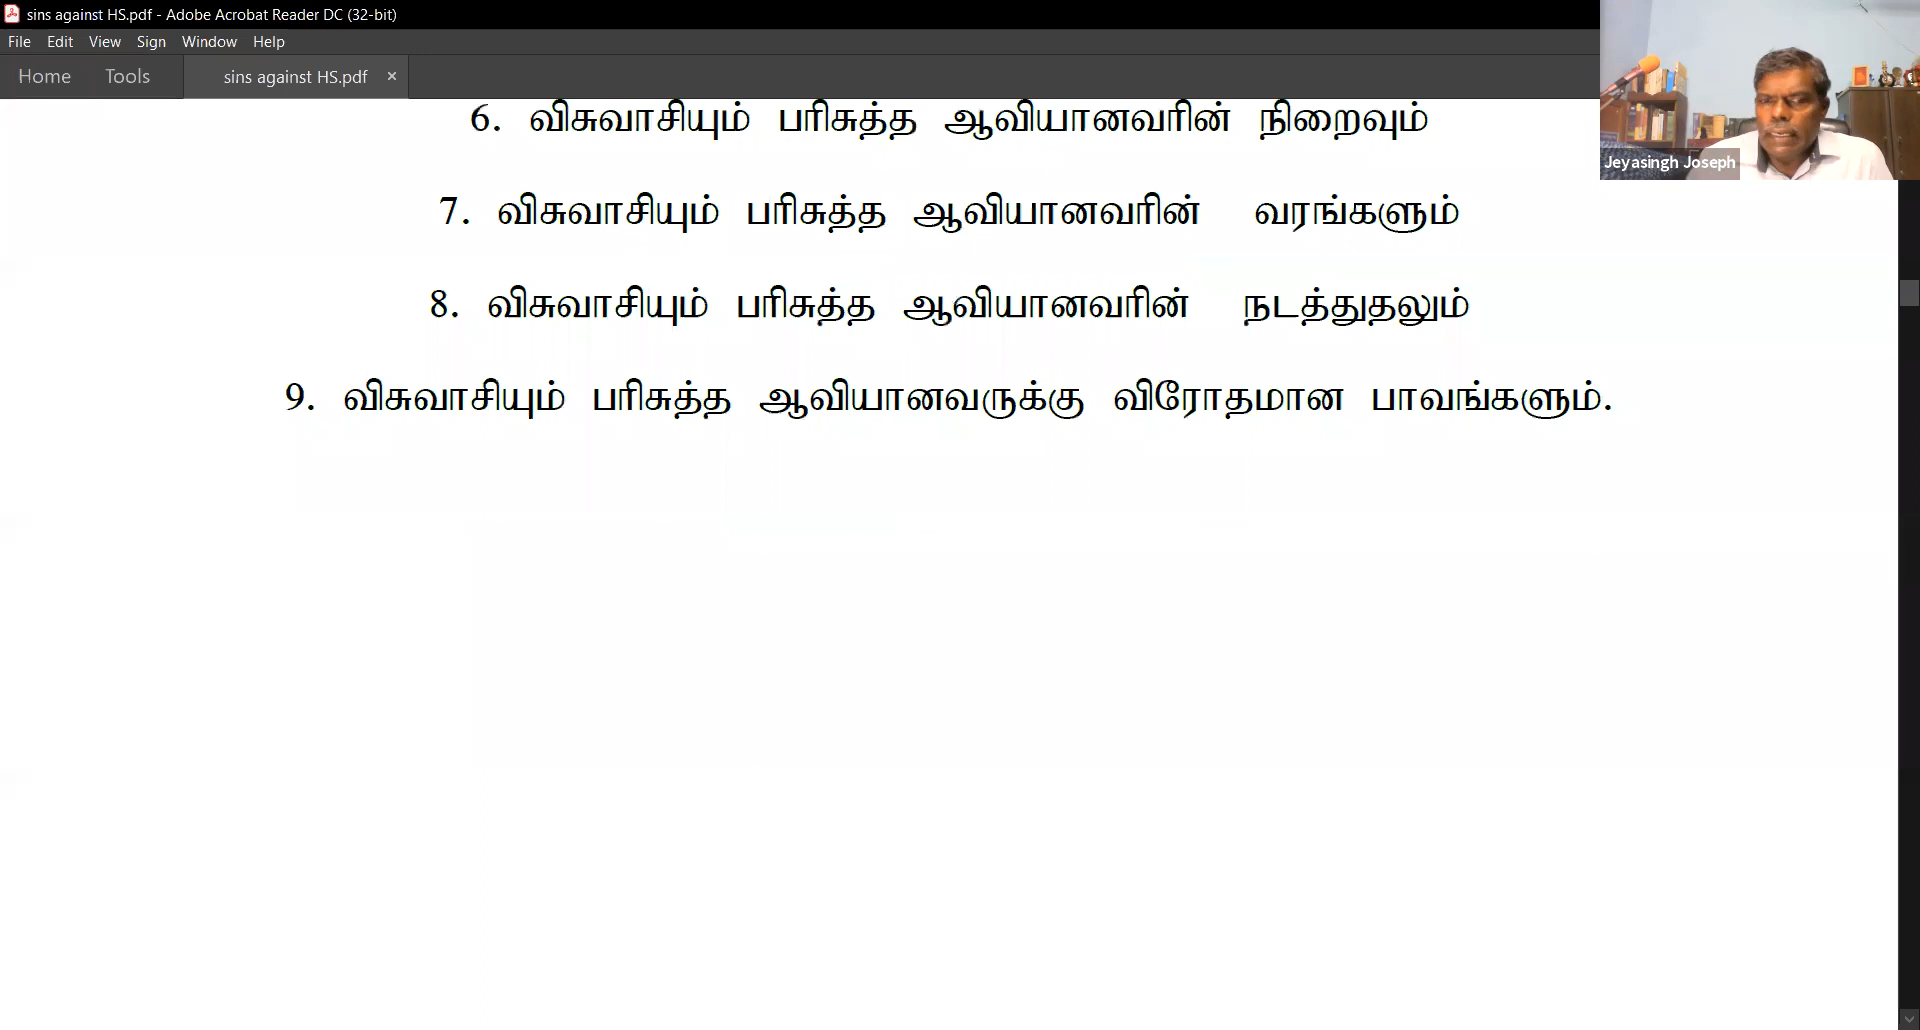 sins against HS.pdf - Adobe Acrobat Reader DC (32-bit)
File Edit View Sign Window Help
Home Tools sins against HS.pdf ×
Jeyasingh Joseph
6. விசுவாசியும் பரிசுத்த ஆவியானவரின் நிறைவும்
7. விசுவாசியும் பரிசுத்த ஆவியானவரின் வரங்களும்
8. விசுவாசியும் பரிசுத்த ஆவியானவரின் நடத்துதலும்
9. விசுவாசியும் பரிசுத்த ஆவியானவருக்கு விரோதமான பாவங்களும்.